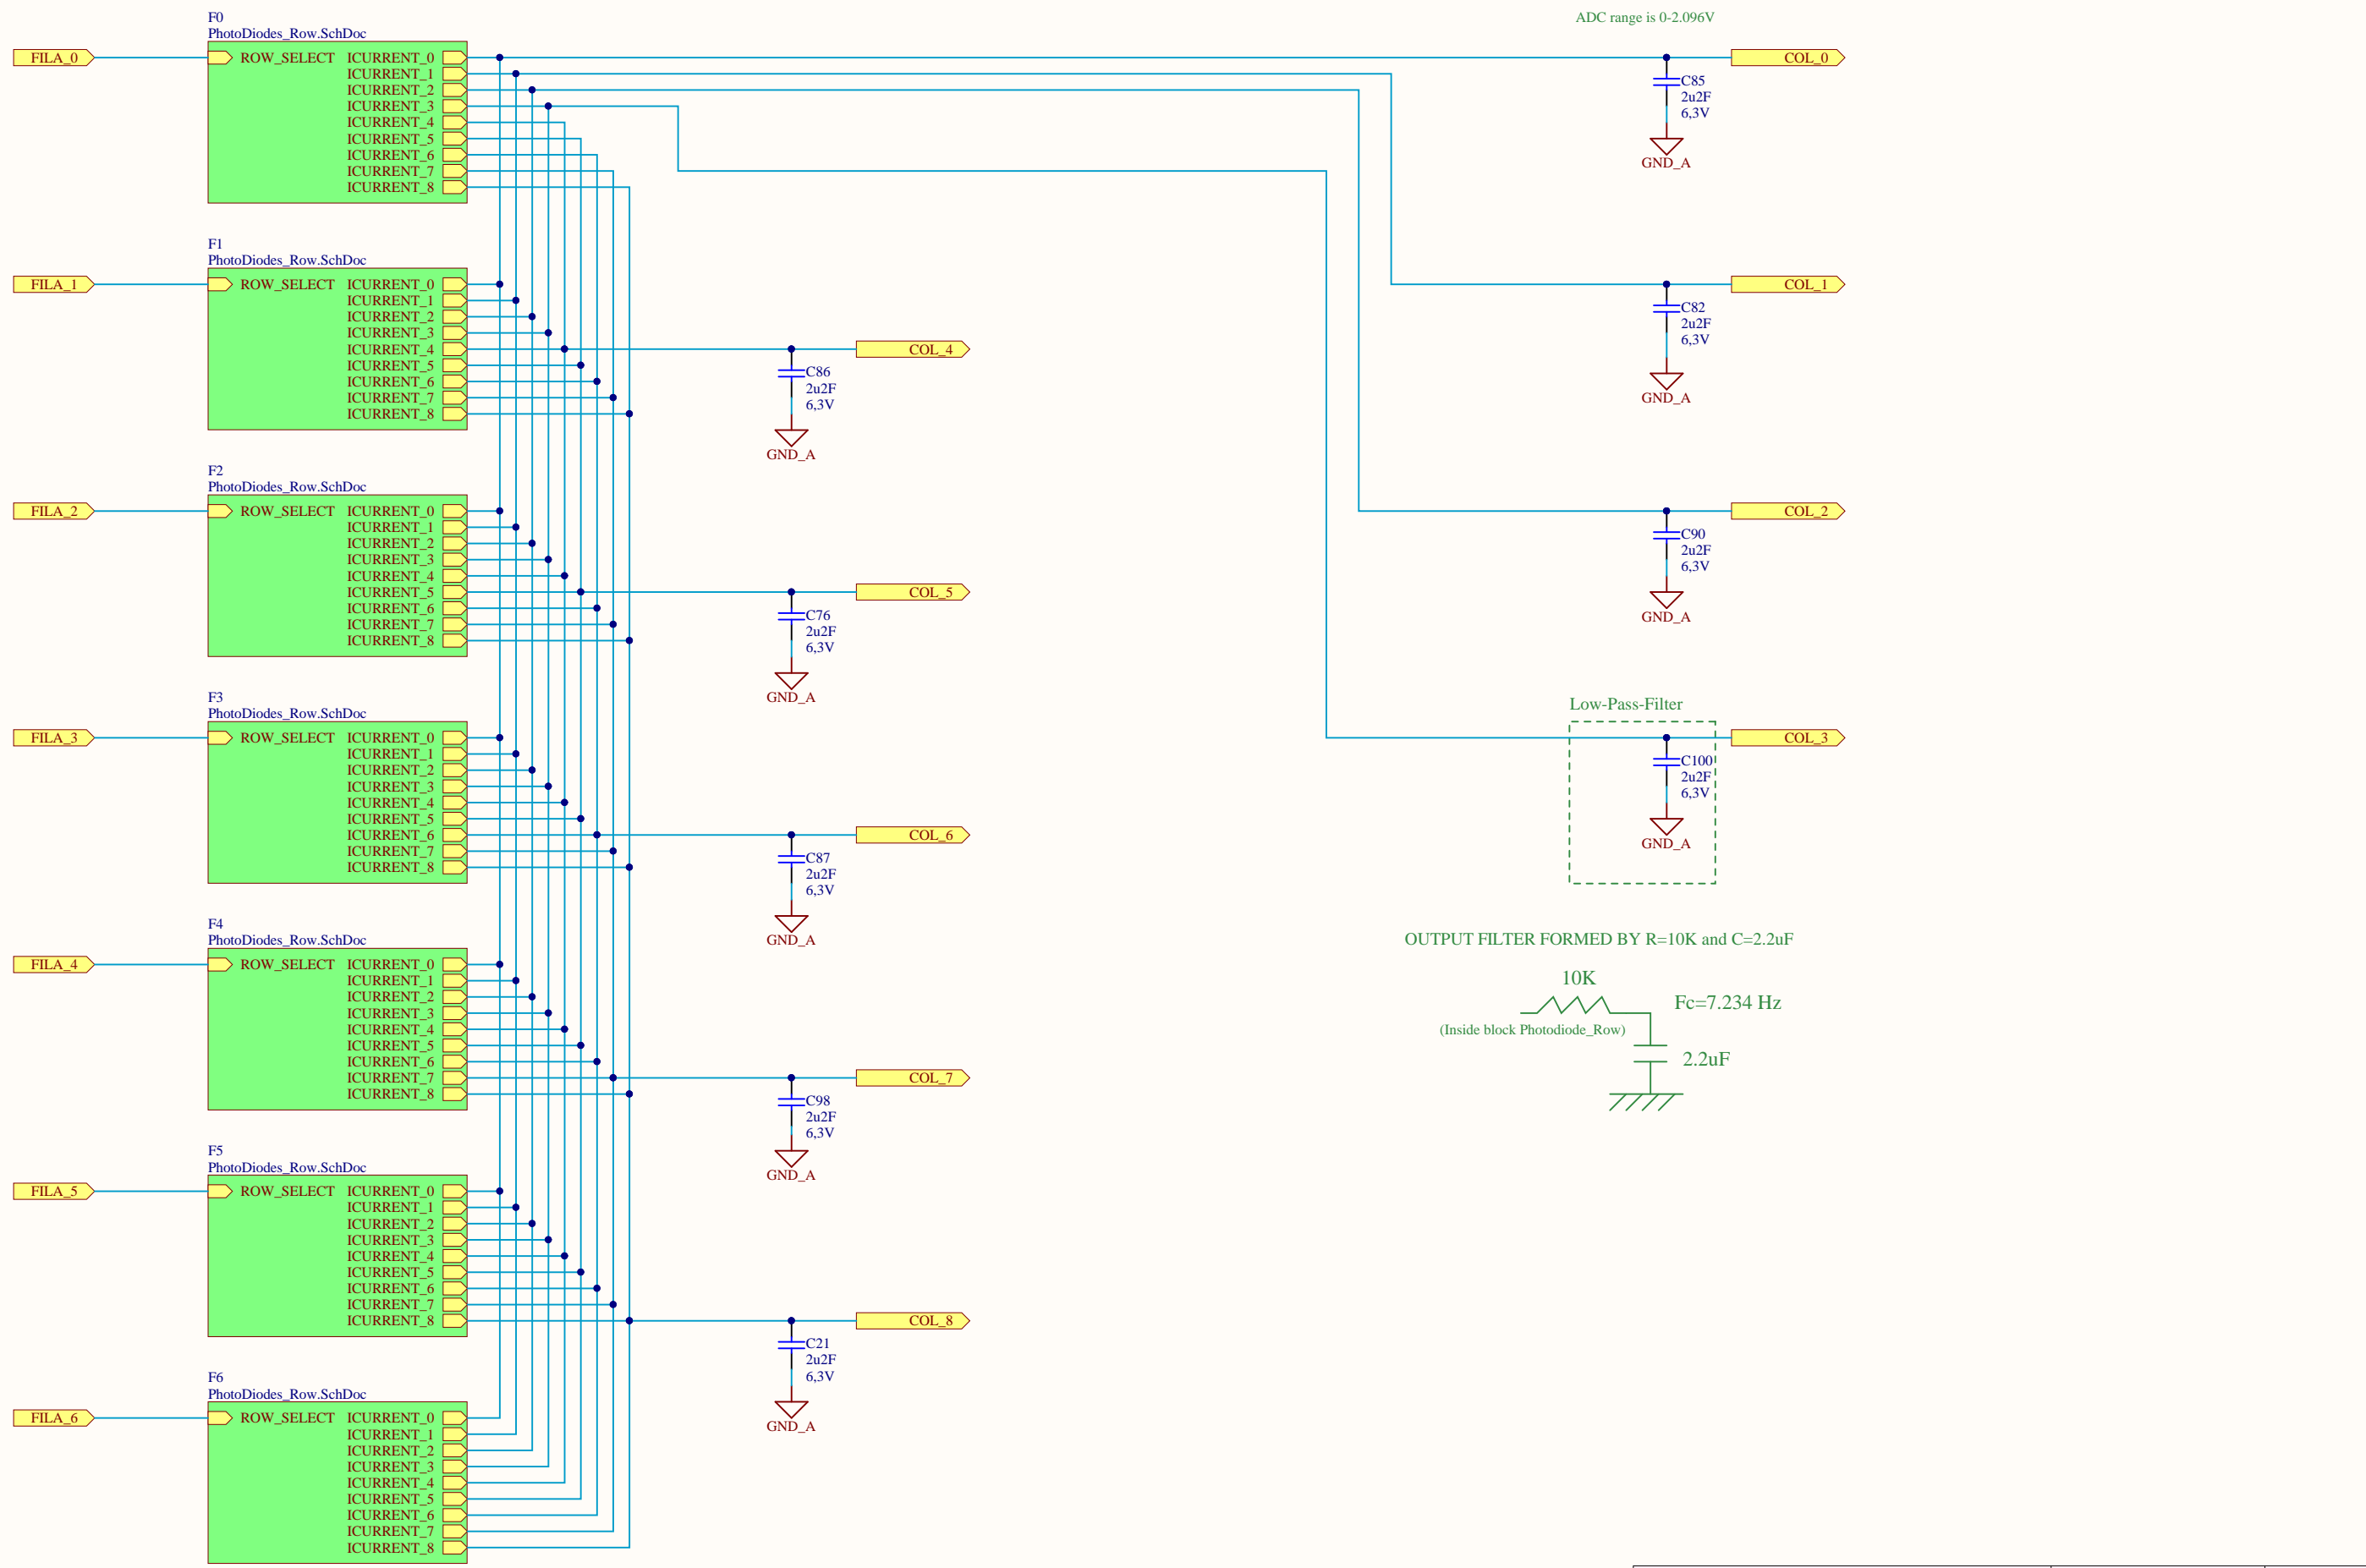 F0
PhotoDiodes_Row.SchDoc
FILA_0
ROW_SELECT ICURRENT_0
ICURRENT_1
ICURRENT_2
ICURRENT_3
ICURRENT_4
ICURRENT_5
ICURRENT_6
ICURRENT_7
ICURRENT_8
F1
PhotoDiodes_Row.SchDoc
FILA_1
ROW_SELECT ICURRENT_0
ICURRENT_1
ICURRENT_2
ICURRENT_3
ICURRENT_4
ICURRENT_5
ICURRENT_6
ICURRENT_7
ICURRENT_8
F2
PhotoDiodes_Row.SchDoc
FILA_2
ROW_SELECT ICURRENT_0
ICURRENT_1
ICURRENT_2
ICURRENT_3
ICURRENT_4
ICURRENT_5
ICURRENT_6
ICURRENT_7
ICURRENT_8
F3
PhotoDiodes_Row.SchDoc
FILA_3
ROW_SELECT ICURRENT_0
ICURRENT_1
ICURRENT_2
ICURRENT_3
ICURRENT_4
ICURRENT_5
ICURRENT_6
ICURRENT_7
ICURRENT_8
F4
PhotoDiodes_Row.SchDoc
FILA_4
ROW_SELECT ICURRENT_0
ICURRENT_1
ICURRENT_2
ICURRENT_3
ICURRENT_4
ICURRENT_5
ICURRENT_6
ICURRENT_7
ICURRENT_8
F5
PhotoDiodes_Row.SchDoc
FILA_5
ROW_SELECT ICURRENT_0
ICURRENT_1
ICURRENT_2
ICURRENT_3
ICURRENT_4
ICURRENT_5
ICURRENT_6
ICURRENT_7
ICURRENT_8
F6
PhotoDiodes_Row.SchDoc
FILA_6
ROW_SELECT ICURRENT_0
ICURRENT_1
ICURRENT_2
ICURRENT_3
ICURRENT_4
ICURRENT_5
ICURRENT_6
ICURRENT_7
ICURRENT_8
COL_4
C86
2u2F
6,3V
GND_A
COL_5
C76
2u2F
6,3V
GND_A
COL_6
C87
2u2F
6,3V
GND_A
COL_7
C98
2u2F
6,3V
GND_A
COL_8
C21
2u2F
6,3V
GND_A
ADC range is 0-2.096V
COL_0
C85
2u2F
6,3V
GND_A
COL_1
C82
2u2F
6,3V
GND_A
COL_2
C90
2u2F
6,3V
GND_A
Low-Pass-Filter
COL_3
C100
2u2F
6,3V
GND_A
OUTPUT FILTER FORMED BY R=10K and C=2.2uF
10K
Fc=7.234 Hz
(Inside block Photodiode_Row)
2.2uF